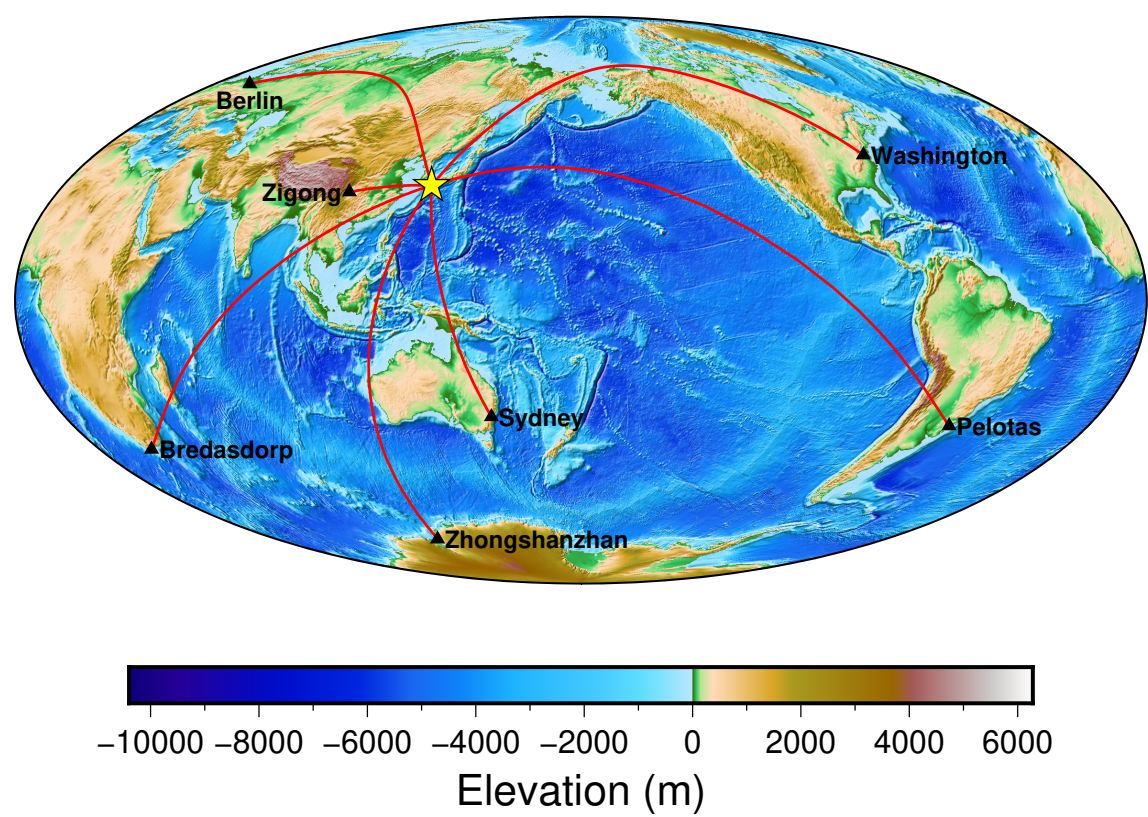 Berlin
Washington
Zigong
Sydney
Pelotas
Bredasdorp
Zhongshanzhan
−10000 −8000 −6000 −4000 −2000 0 2000 4000 6000
Elevation (m)